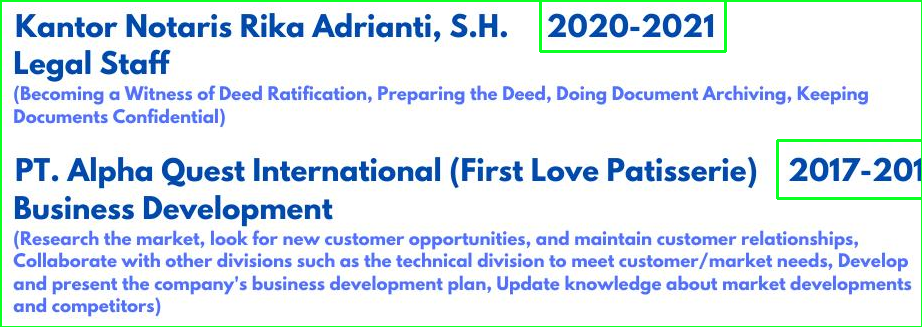 Kantor Notaris Rika Adrianti, S.H. 2020-2021
Legal Staff
(Becoming a Witness of Deed Ratification, Preparing the Deed, Doing Document Archiving, Keeping
Documents Confidential)
PT. Alpha Quest International (First Love Patisserie)
Business Development
(Research the market, look for new customer opportunities, and maintain customer relationships,
Collaborate with other divisions such as the technical division to meet customer/market needs, Develop
and present the company's business development plan, Update knowledge about market developments
and competitors)